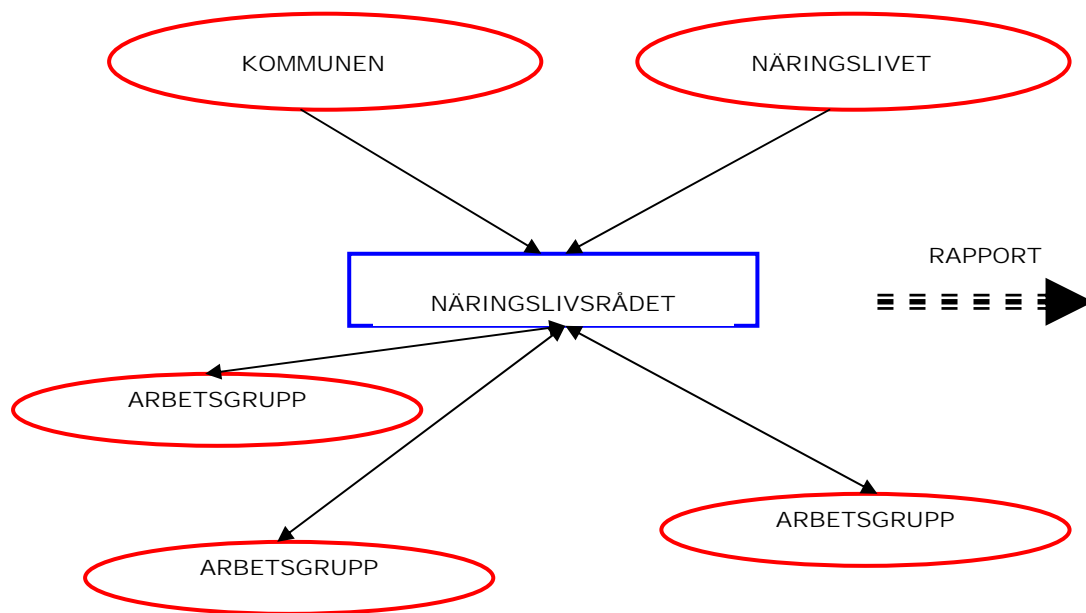 KOMMUNEN
NÄRINGSLIVET
RAPPORT
NÄRINGSLIVSRÅDET
ARBETSGRUPP
ARBETSGRUPP
ARBETSGRUPP